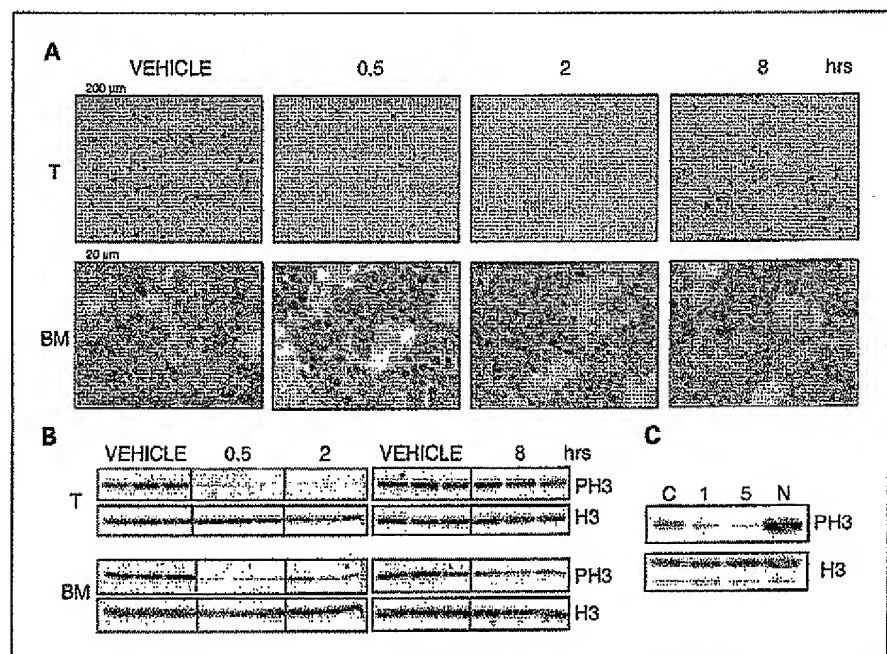 A
VEHICLE 0.5 2 8 hrs
200 μm
T
20 μm
BM
B
VEHICLE 0.5 2 VEHICLE 8 hrs
T
PH3
H3
BM
PH3
H3
C
C 1 5 N
PH3
H3